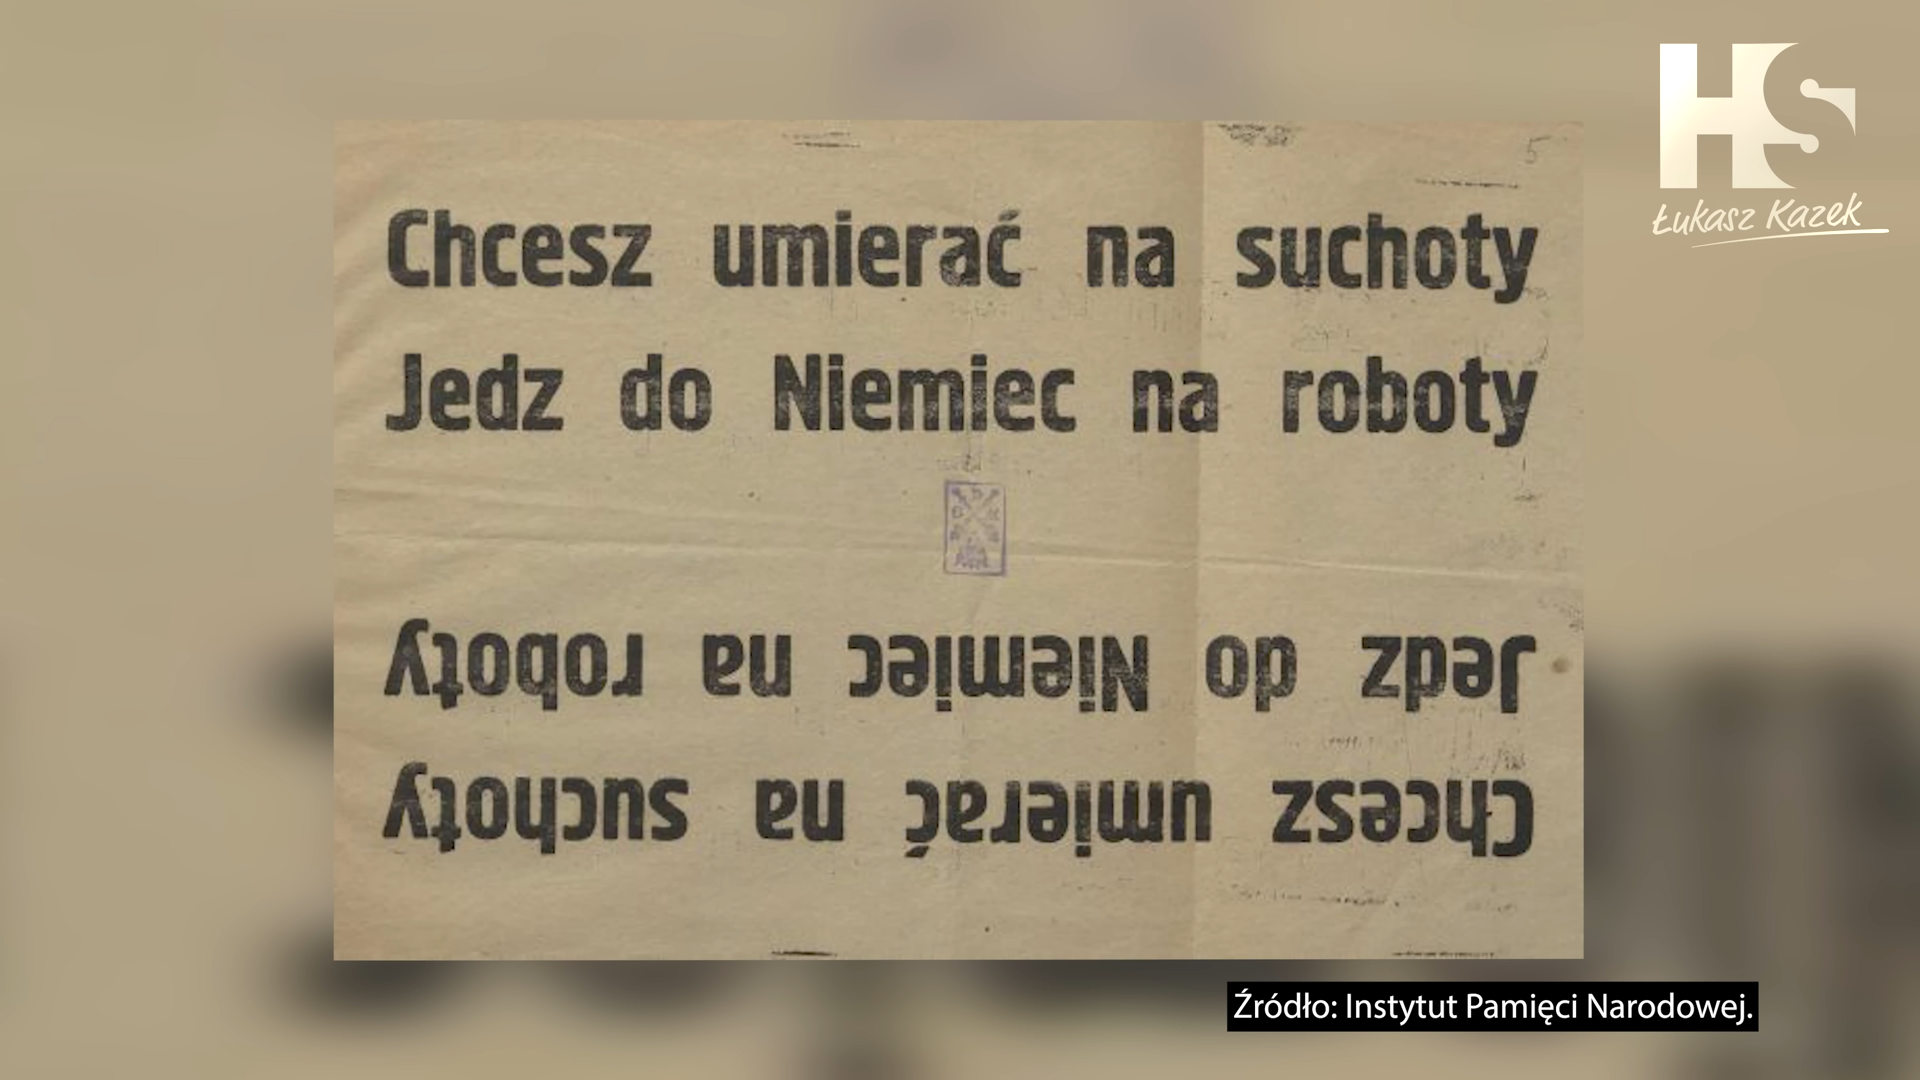 HS
Łukasz Kazek
5
Chcesz umierać na suchoty
Jedz do Niemiec na roboty
Jedz do Niemiec na roboty
Chcesz umierać na suchoty
Źródło: Instytut Pamięci Narodowej.